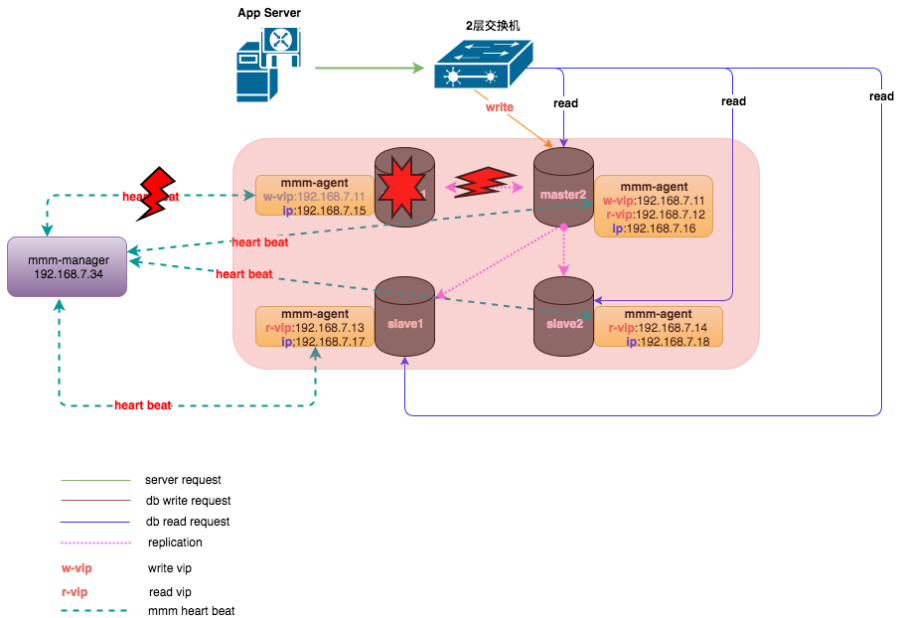 App Server
2层交换机
write
read
read
read
mmm-agent
w-vip:192.168.7.11
ip:192.168.7.15
master2
mmm-agent
w-vip:192.168.7.11
r-vip:192.168.7.12
ip:192.168.7.16
heart beat
heart beat
mmm-manager
192.168.7.34
mmm-agent
r-vip:192.168.7.13
ip:192.168.7.17
slave1
slave2
mmm-agent
r-vip:192.168.7.14
ip:192.168.7.18
heart beat
server request
db write request
db read request
replication
w-vip
write vip
r-vip
read vip
mmm heart beat